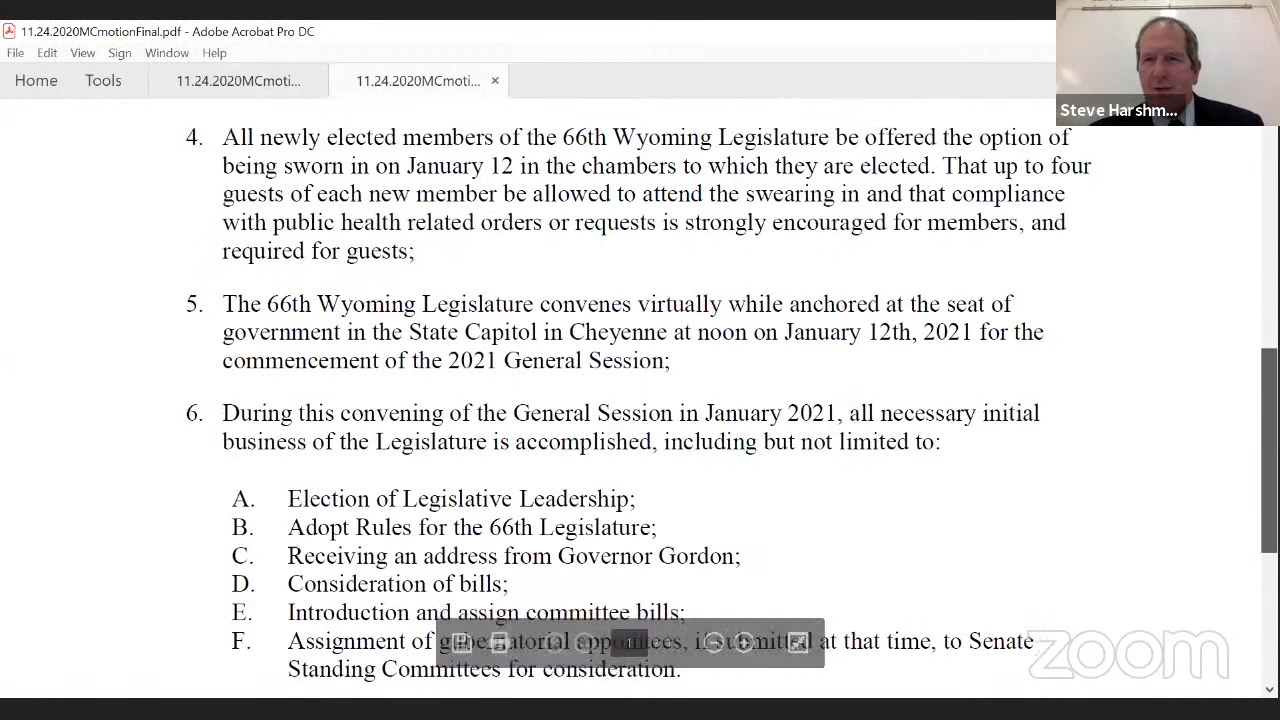 11.24.2020MCmotionFinal.pdf - Adobe Acrobat Pro DC
File Edit View Sign Window Help
Home Tools 11.24.2020MCmoti... 11.24.2020MCmoti... ×
Steve Harshm...
4. All newly elected members of the 66th Wyoming Legislature be offered the option of
being sworn in on January 12 in the chambers to which they are elected. That up to four
guests of each new member be allowed to attend the swearing in and that compliance
with public health related orders or requests is strongly encouraged for members, and
required for guests;
5. The 66th Wyoming Legislature convenes virtually while anchored at the seat of
government in the State Capitol in Cheyenne at noon on January 12th, 2021 for the
commencement of the 2021 General Session;
6. During this convening of the General Session in January 2021, all necessary initial
business of the Legislature is accomplished, including but not limited to:
A. Election of Legislative Leadership;
B. Adopt Rules for the 66th Legislature;
C. Receiving an address from Governor Gordon;
D. Consideration of bills;
E. Introduction and assign committee bills;
F. Assignment of gubernatorial appointees, if submitted at that time, to Senate
Standing Committees for consideration.
zoom